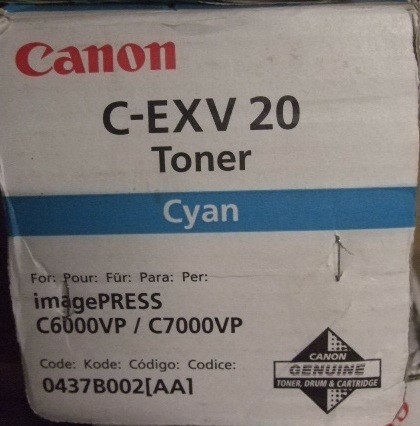 Canon
C-EXV 20
Toner
Cyan
For: Pour: Für: Para: Per:
imagePRESS
C6000VP / C7000VP
Code: Kode: Código: Codice:
0437B002[AA]
CANON
GENUINE
TONER, DRUM & CARTRIDGE